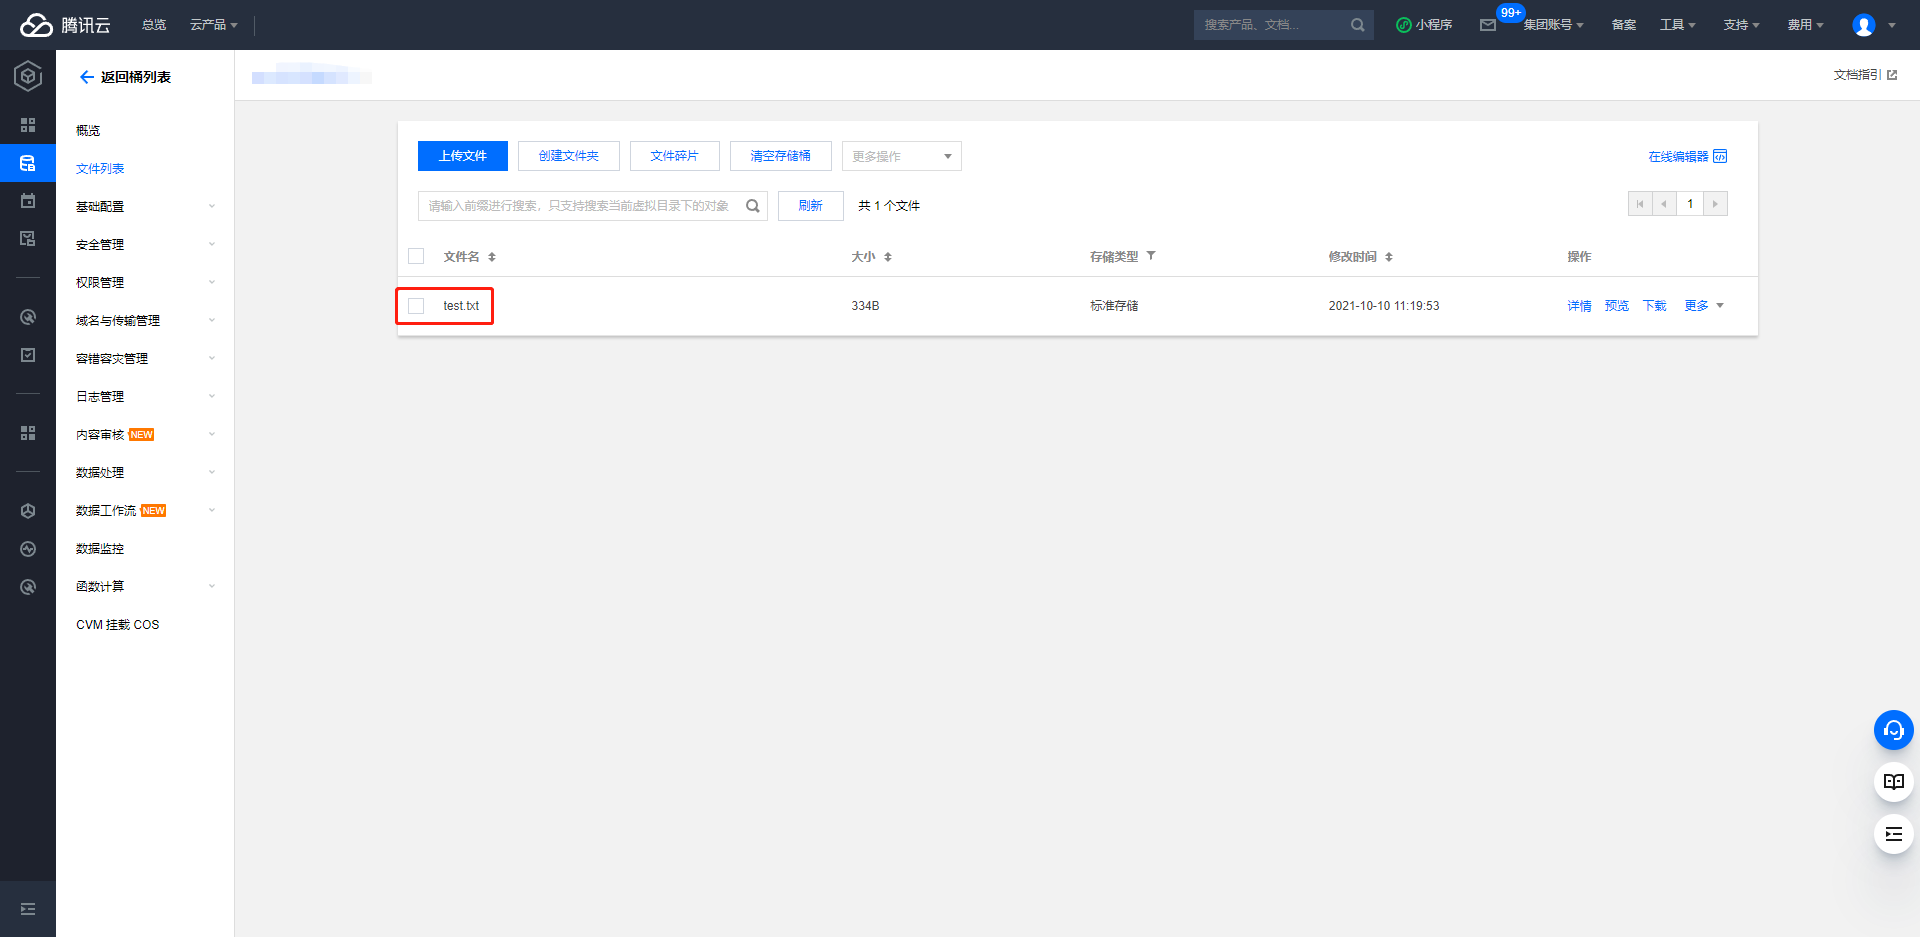 腾讯云 总览 云产品 搜索产品、文档... 小程序 99+ 集团账号 备案 工具 支持 费用
返回桶列表
文档指引
概览
文件列表
基础配置
安全管理
权限管理
域名与传输管理
容错容灾管理
日志管理
内容审核 NEW
数据处理
数据工作流 NEW
数据监控
函数计算
CVM 挂载 COS
上传文件 创建文件夹 文件碎片 清空存储桶 更多操作 在线编辑器
请输入前缀进行搜索，只支持搜索当前虚拟目录下的对象 刷新 共 1 个文件 1
文件名 大小 存储类型 修改时间 操作
test.txt 334B 标准存储 2021-10-10 11:19:53 详情 预览 下载 更多